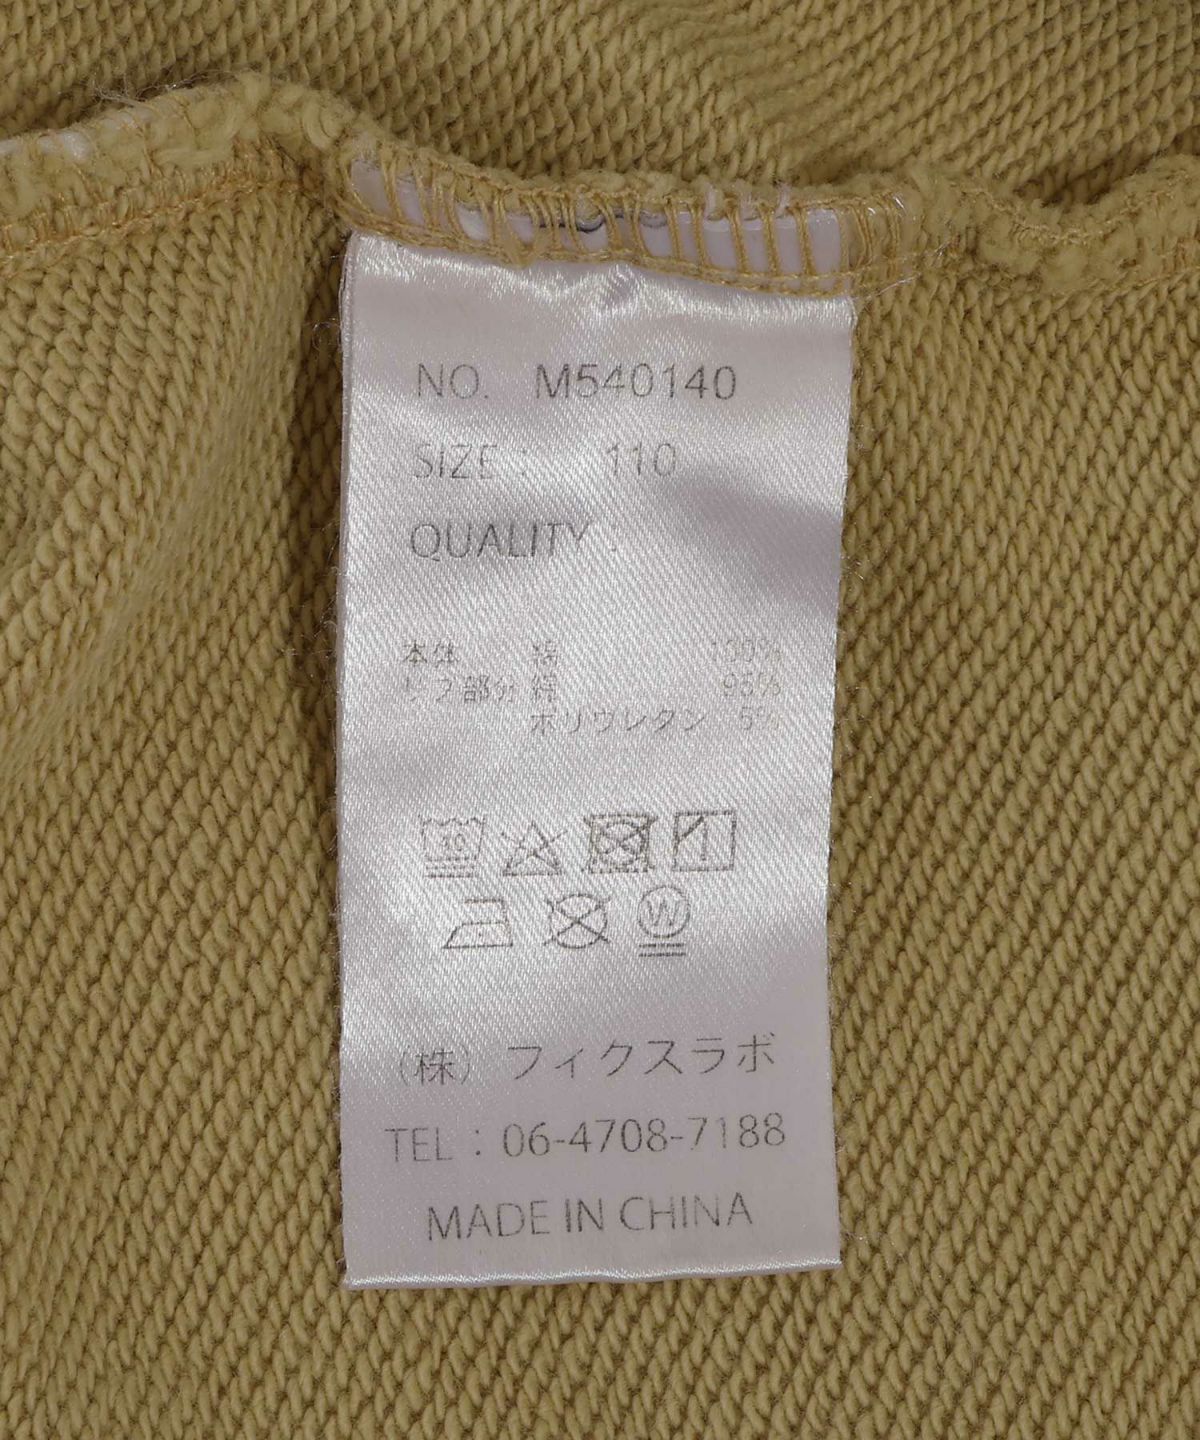 NO. M540140
SIZE : 110
QUALITY :
本体 綿 100%
リブ部分 綿 95%
ポリウレタン 5%
30
W
(株) フィクスラボ
TEL : 06-4708-7188
MADE IN CHINA